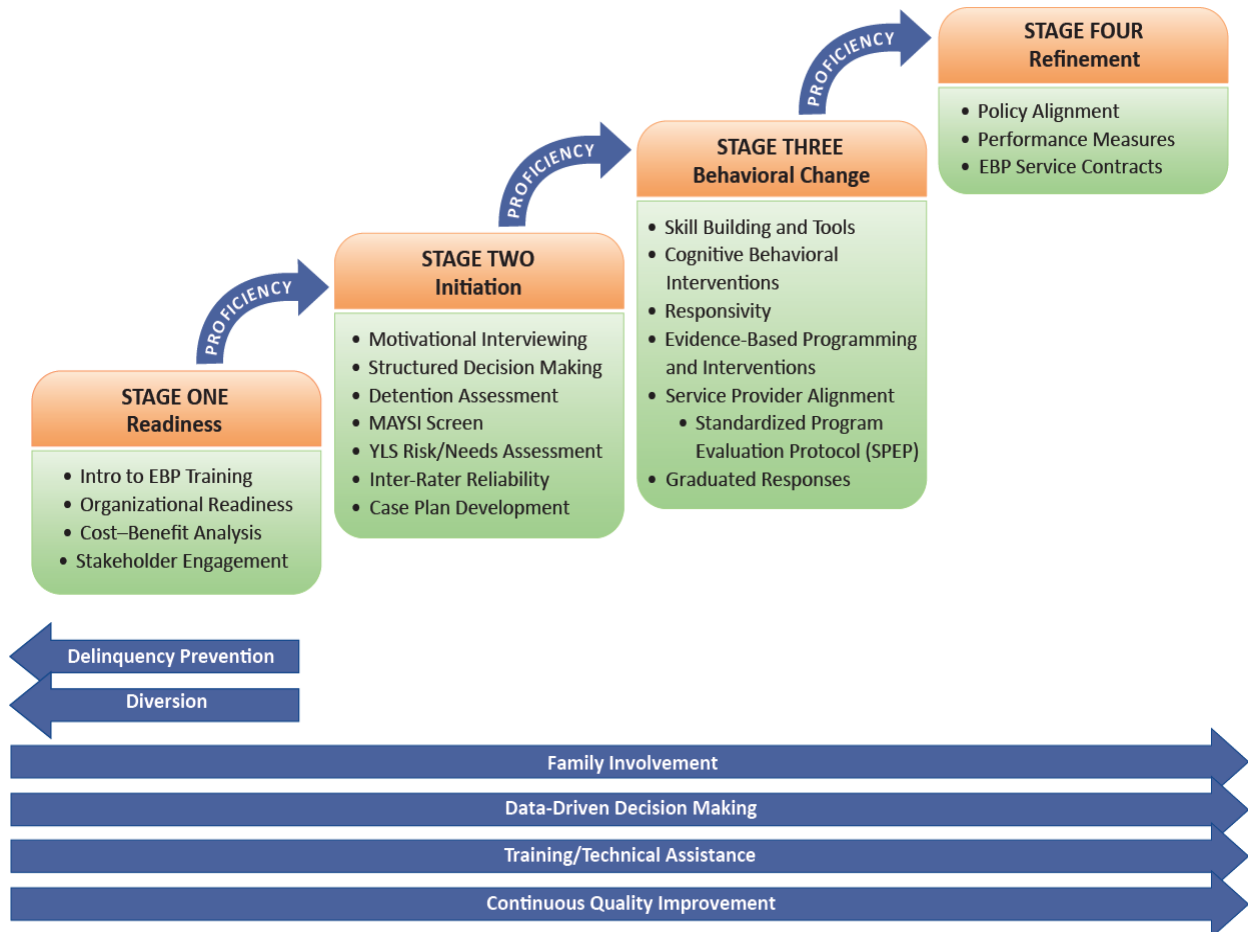 STAGE ONE
Readiness
• Intro to EBP Training
• Organizational Readiness
• Cost–Benefit Analysis
• Stakeholder Engagement
PROFICIENCY
STAGE TWO
Initiation
• Motivational Interviewing
• Structured Decision Making
• Detention Assessment
• MAYSI Screen
• YLS Risk/Needs Assessment
• Inter-Rater Reliability
• Case Plan Development
PROFICIENCY
STAGE THREE
Behavioral Change
• Skill Building and Tools
• Cognitive Behavioral
Interventions
• Responsivity
• Evidence-Based Programming
and Interventions
• Service Provider Alignment
• Standardized Program
Evaluation Protocol (SPEP)
• Graduated Responses
PROFICIENCY
STAGE FOUR
Refinement
• Policy Alignment
• Performance Measures
• EBP Service Contracts
Delinquency Prevention
Diversion
Family Involvement
Data-Driven Decision Making
Training/Technical Assistance
Continuous Quality Improvement